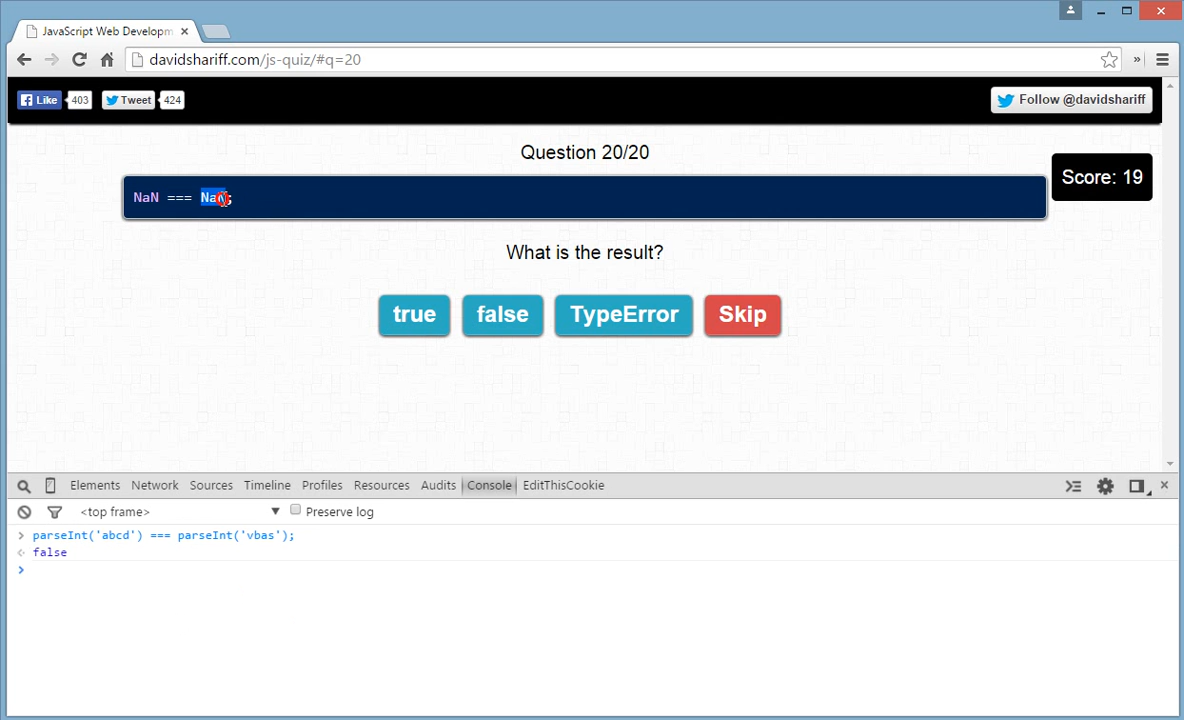 JavaScript Web Developm
davidshariff.com/js-quiz/#q=20
Like 403 Tweet 424 Follow @davidshariff
Question 20/20
Score: 19
NaN === NaN;
What is the result?
true false TypeError Skip
Elements Network Sources Timeline Profiles Resources Audits Console EditThisCookie
<top frame> Preserve log
parseInt('abcd') === parseInt('vbas');
false